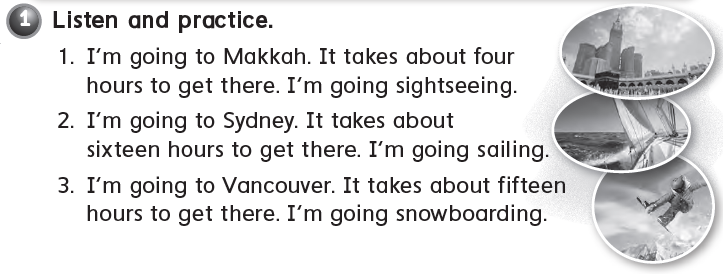 1 Listen and practice.
1. I'm going to Makkah. It takes about four
hours to get there. I'm going sightseeing.
2. I'm going to Sydney. It takes about
sixteen hours to get there. I'm going sailing.
3. I'm going to Vancouver. It takes about fifteen
hours to get there. I'm going snowboarding.